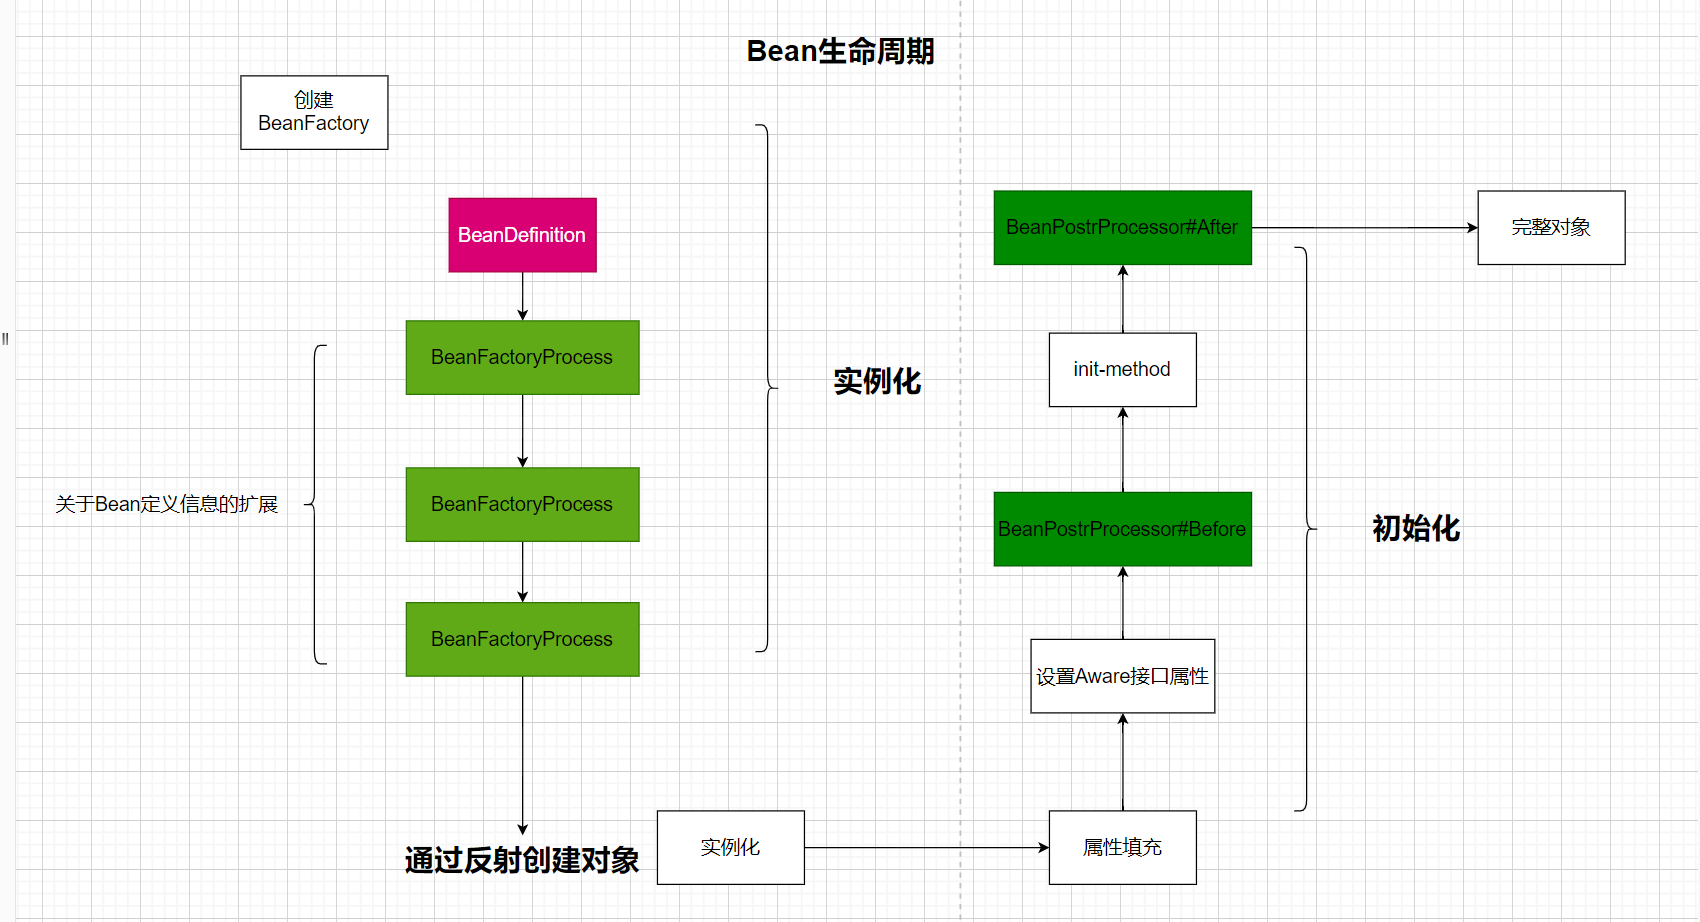 Bean生命周期
创建
BeanFactory
BeanDefinition
BeanFactoryProcess
关于Bean定义信息的扩展
BeanFactoryProcess
BeanFactoryProcess
实例化
通过反射创建对象
实例化
属性填充
设置Aware接口属性
BeanPostrProcessor#Before
init-method
BeanPostrProcessor#After
初始化
完整对象